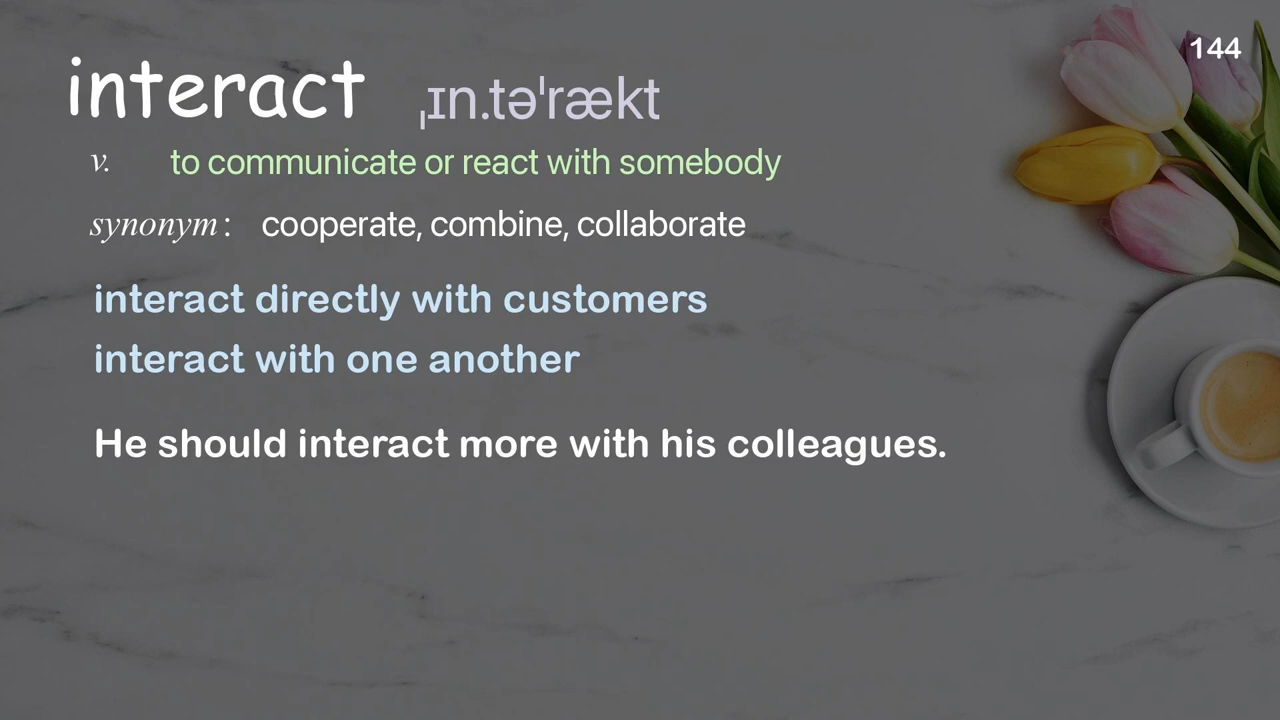 144
interact ˌɪn.təˈrækt
v. to communicate or react with somebody
synonym: cooperate, combine, collaborate
interact directly with customers
interact with one another
He should interact more with his colleagues.